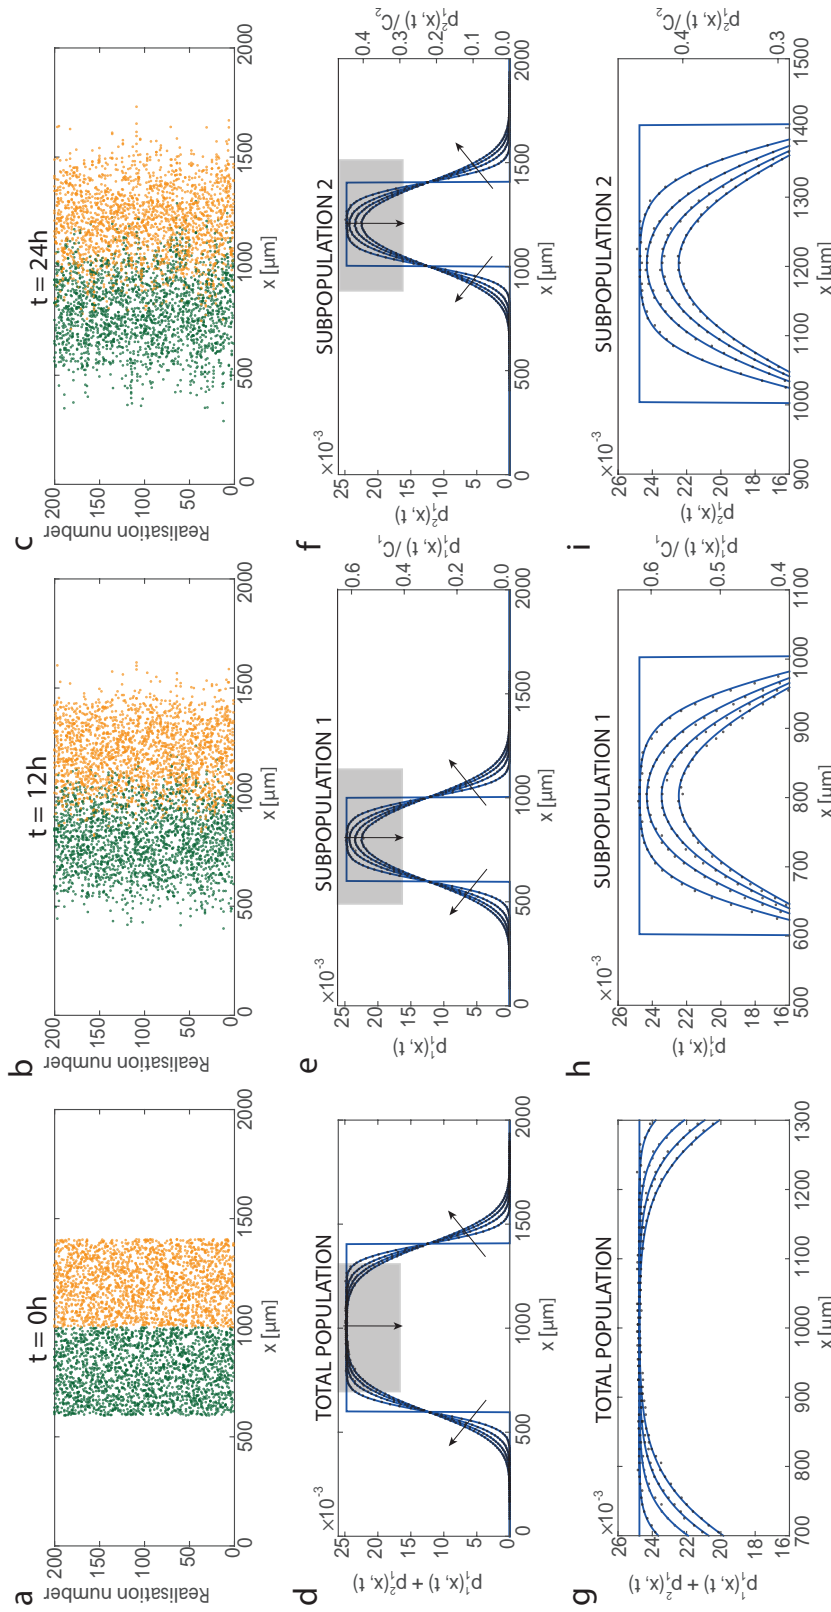 a
t = 0h
Realisation number
200
150
100
50
0
0 500 1000 1500 2000
x [µm]
b
t = 12h
Realisation number
200
150
100
50
0
0 500 1000 1500 2000
x [µm]
c
t = 24h
Realisation number
200
150
100
50
0
0 500 1000 1500 2000
x [µm]
d
TOTAL POPULATION
×10⁻³
p₁¹(x, t) + p₁²(x, t)
25
20
15
10
5
0
0 500 1000 1500 2000
x [µm]
e
SUBPOPULATION 1
×10⁻³
p₁¹(x, t)
25
20
15
10
5
0
p₁¹(x, t) /C₁
0.6
0.4
0.2
0.0
0 500 1000 1500 2000
x [µm]
f
SUBPOPULATION 2
×10⁻³
p₁²(x, t)
25
20
15
10
5
0
p₁²(x, t) /C₂
0.4
0.3
0.2
0.1
0.0
0 500 1000 1500 2000
x [µm]
g
TOTAL POPULATION
×10⁻³
p₁¹(x, t) + p₁²(x, t)
26
24
22
20
18
16
700 800 900 1000 1100 1200 1300
x [µm]
h
SUBPOPULATION 1
×10⁻³
p₁¹(x, t)
26
24
22
20
18
16
p₁¹(x, t) /C₁
0.6
0.5
0.4
500 600 700 800 900 1000 1100
x [µm]
i
SUBPOPULATION 2
×10⁻³
p₁²(x, t)
26
24
22
20
18
16
p₁²(x, t) /C₂
0.4
0.3
900 1000 1100 1200 1300 1400 1500
x [µm]